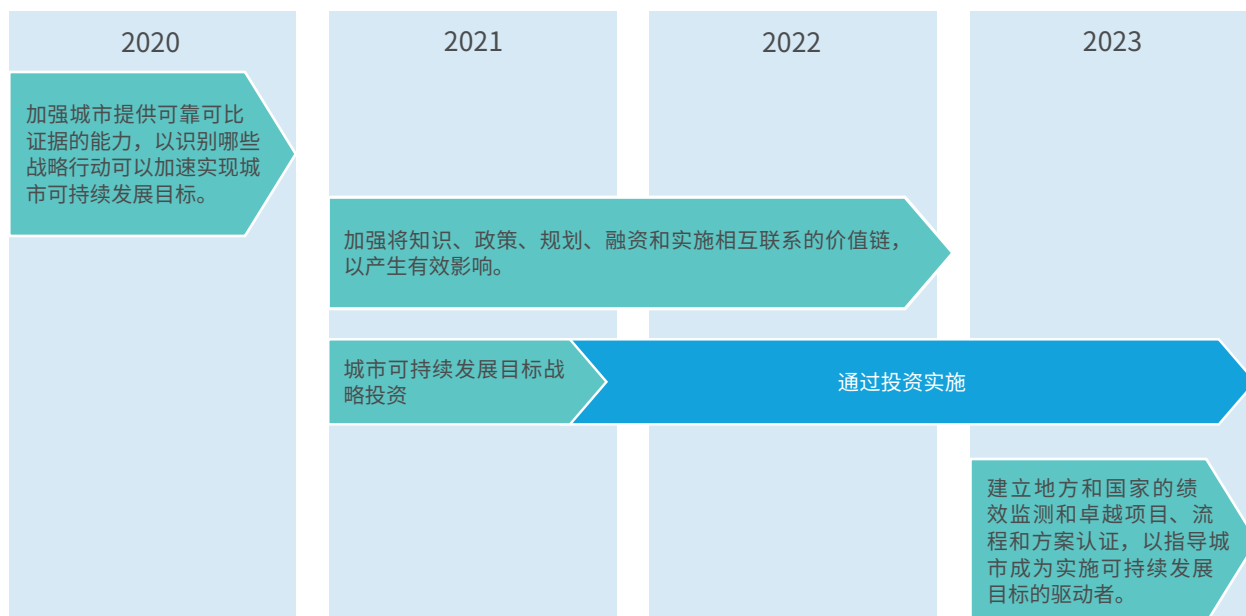 2020
2021
2022
2023
加强城市提供可靠可比
证据的能力，以识别哪些
战略行动可以加速实现城
市可持续发展目标。
加强将知识、政策、规划、融资和实施相互联系的价值链，
以产生有效影响。
城市可持续发展目标战
略投资
通过投资实施
建立地方和国家的绩
效监测和卓越项目、流
程和方案认证，以指导城
市成为实施可持续发展
目标的驱动者。